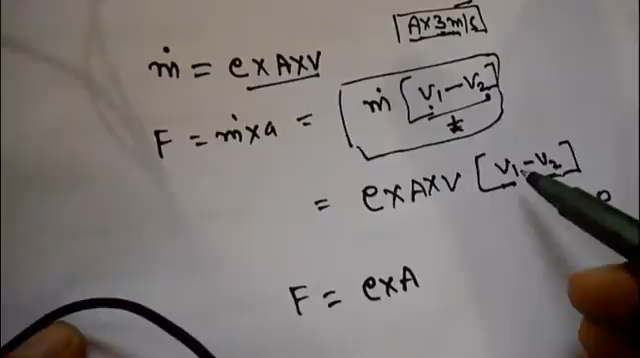 A×3m/s
ṁ = e×A×V
F = ṁ×a = ṁ [V₁-V₂]
t
= e×A×V [V₁-V₂]
F = e×A